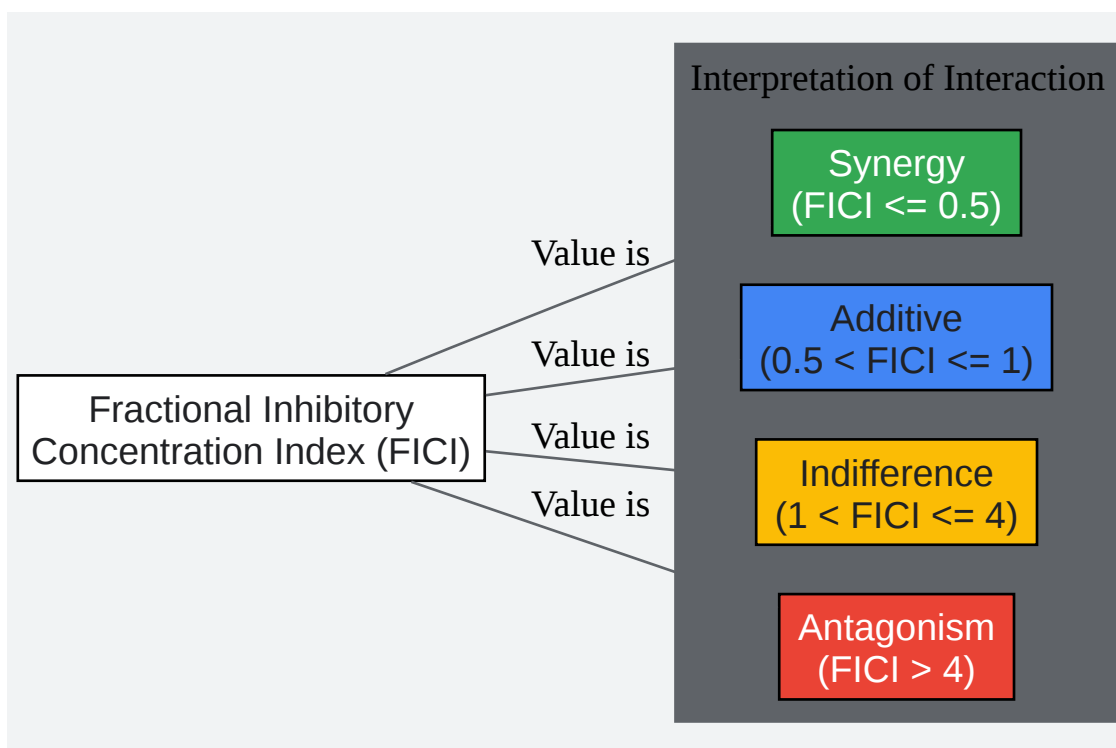 Interpretation of Interaction
Synergy
(FICI <= 0.5)
Value is
Additive
(0.5 < FICI <= 1)
Value is
Fractional Inhibitory
Concentration Index (FICI)
Value is
Indifference
(1 < FICI <= 4)
Value is
Antagonism
(FICI > 4)